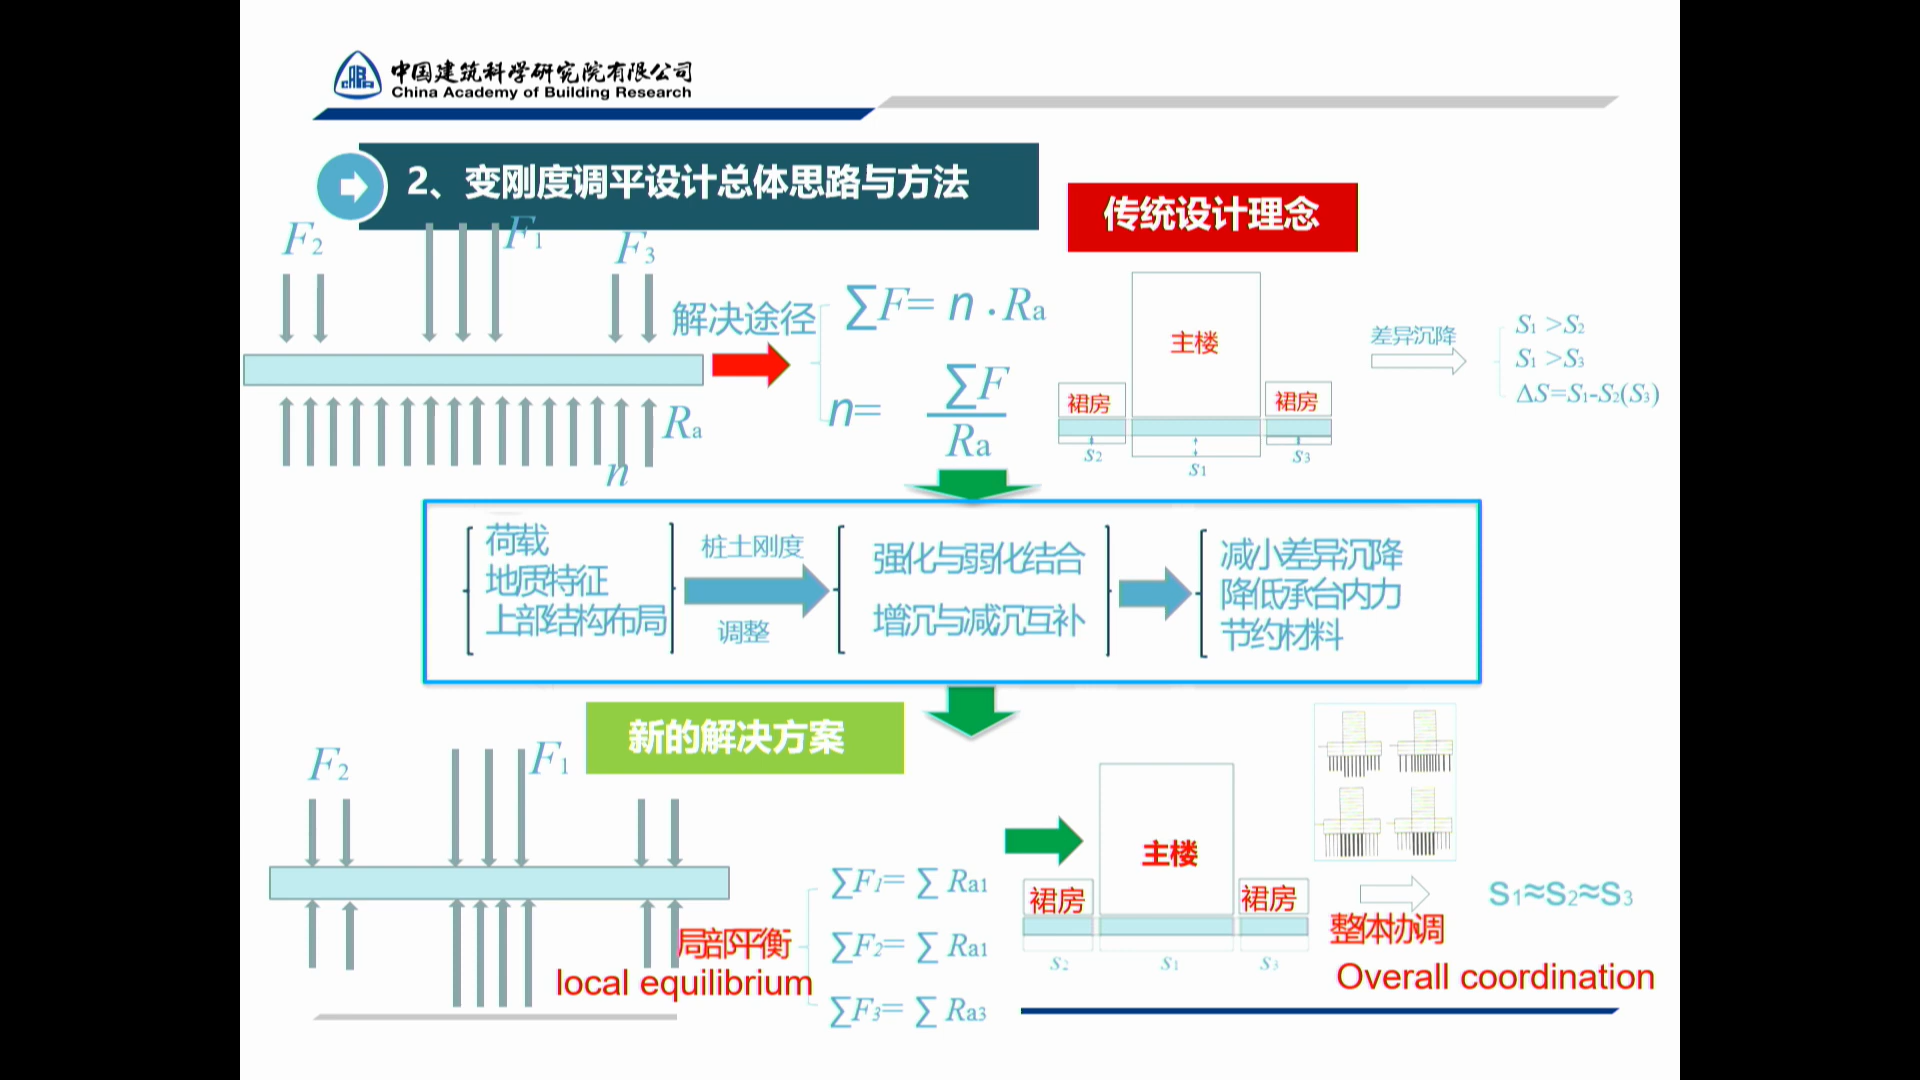 中国建筑科学研究院有限公司
China Academy of Building Research
2、变刚度调平设计总体思路与方法
传统设计理念
F2
F1
F3
解决途径
∑F= n·Ra
n= ∑F/Ra
Ra
n
主楼
裙房
裙房
s2
s1
s3
差异沉降
S1 >S2
S1 >S3
ΔS=S1-S2(S3)
荷载
地质特征
上部结构布局
桩土刚度
调整
强化与弱化结合
增沉与减沉互补
减小差异沉降
降低承台内力
节约材料
新的解决方案
F2
F1
局部平衡
local equilibrium
∑F1= ∑ Ra1
∑F2= ∑ Ra1
∑F3= ∑ Ra3
主楼
裙房
裙房
s2
s1
s3
整体协调
Overall coordination
S1≈S2≈S3